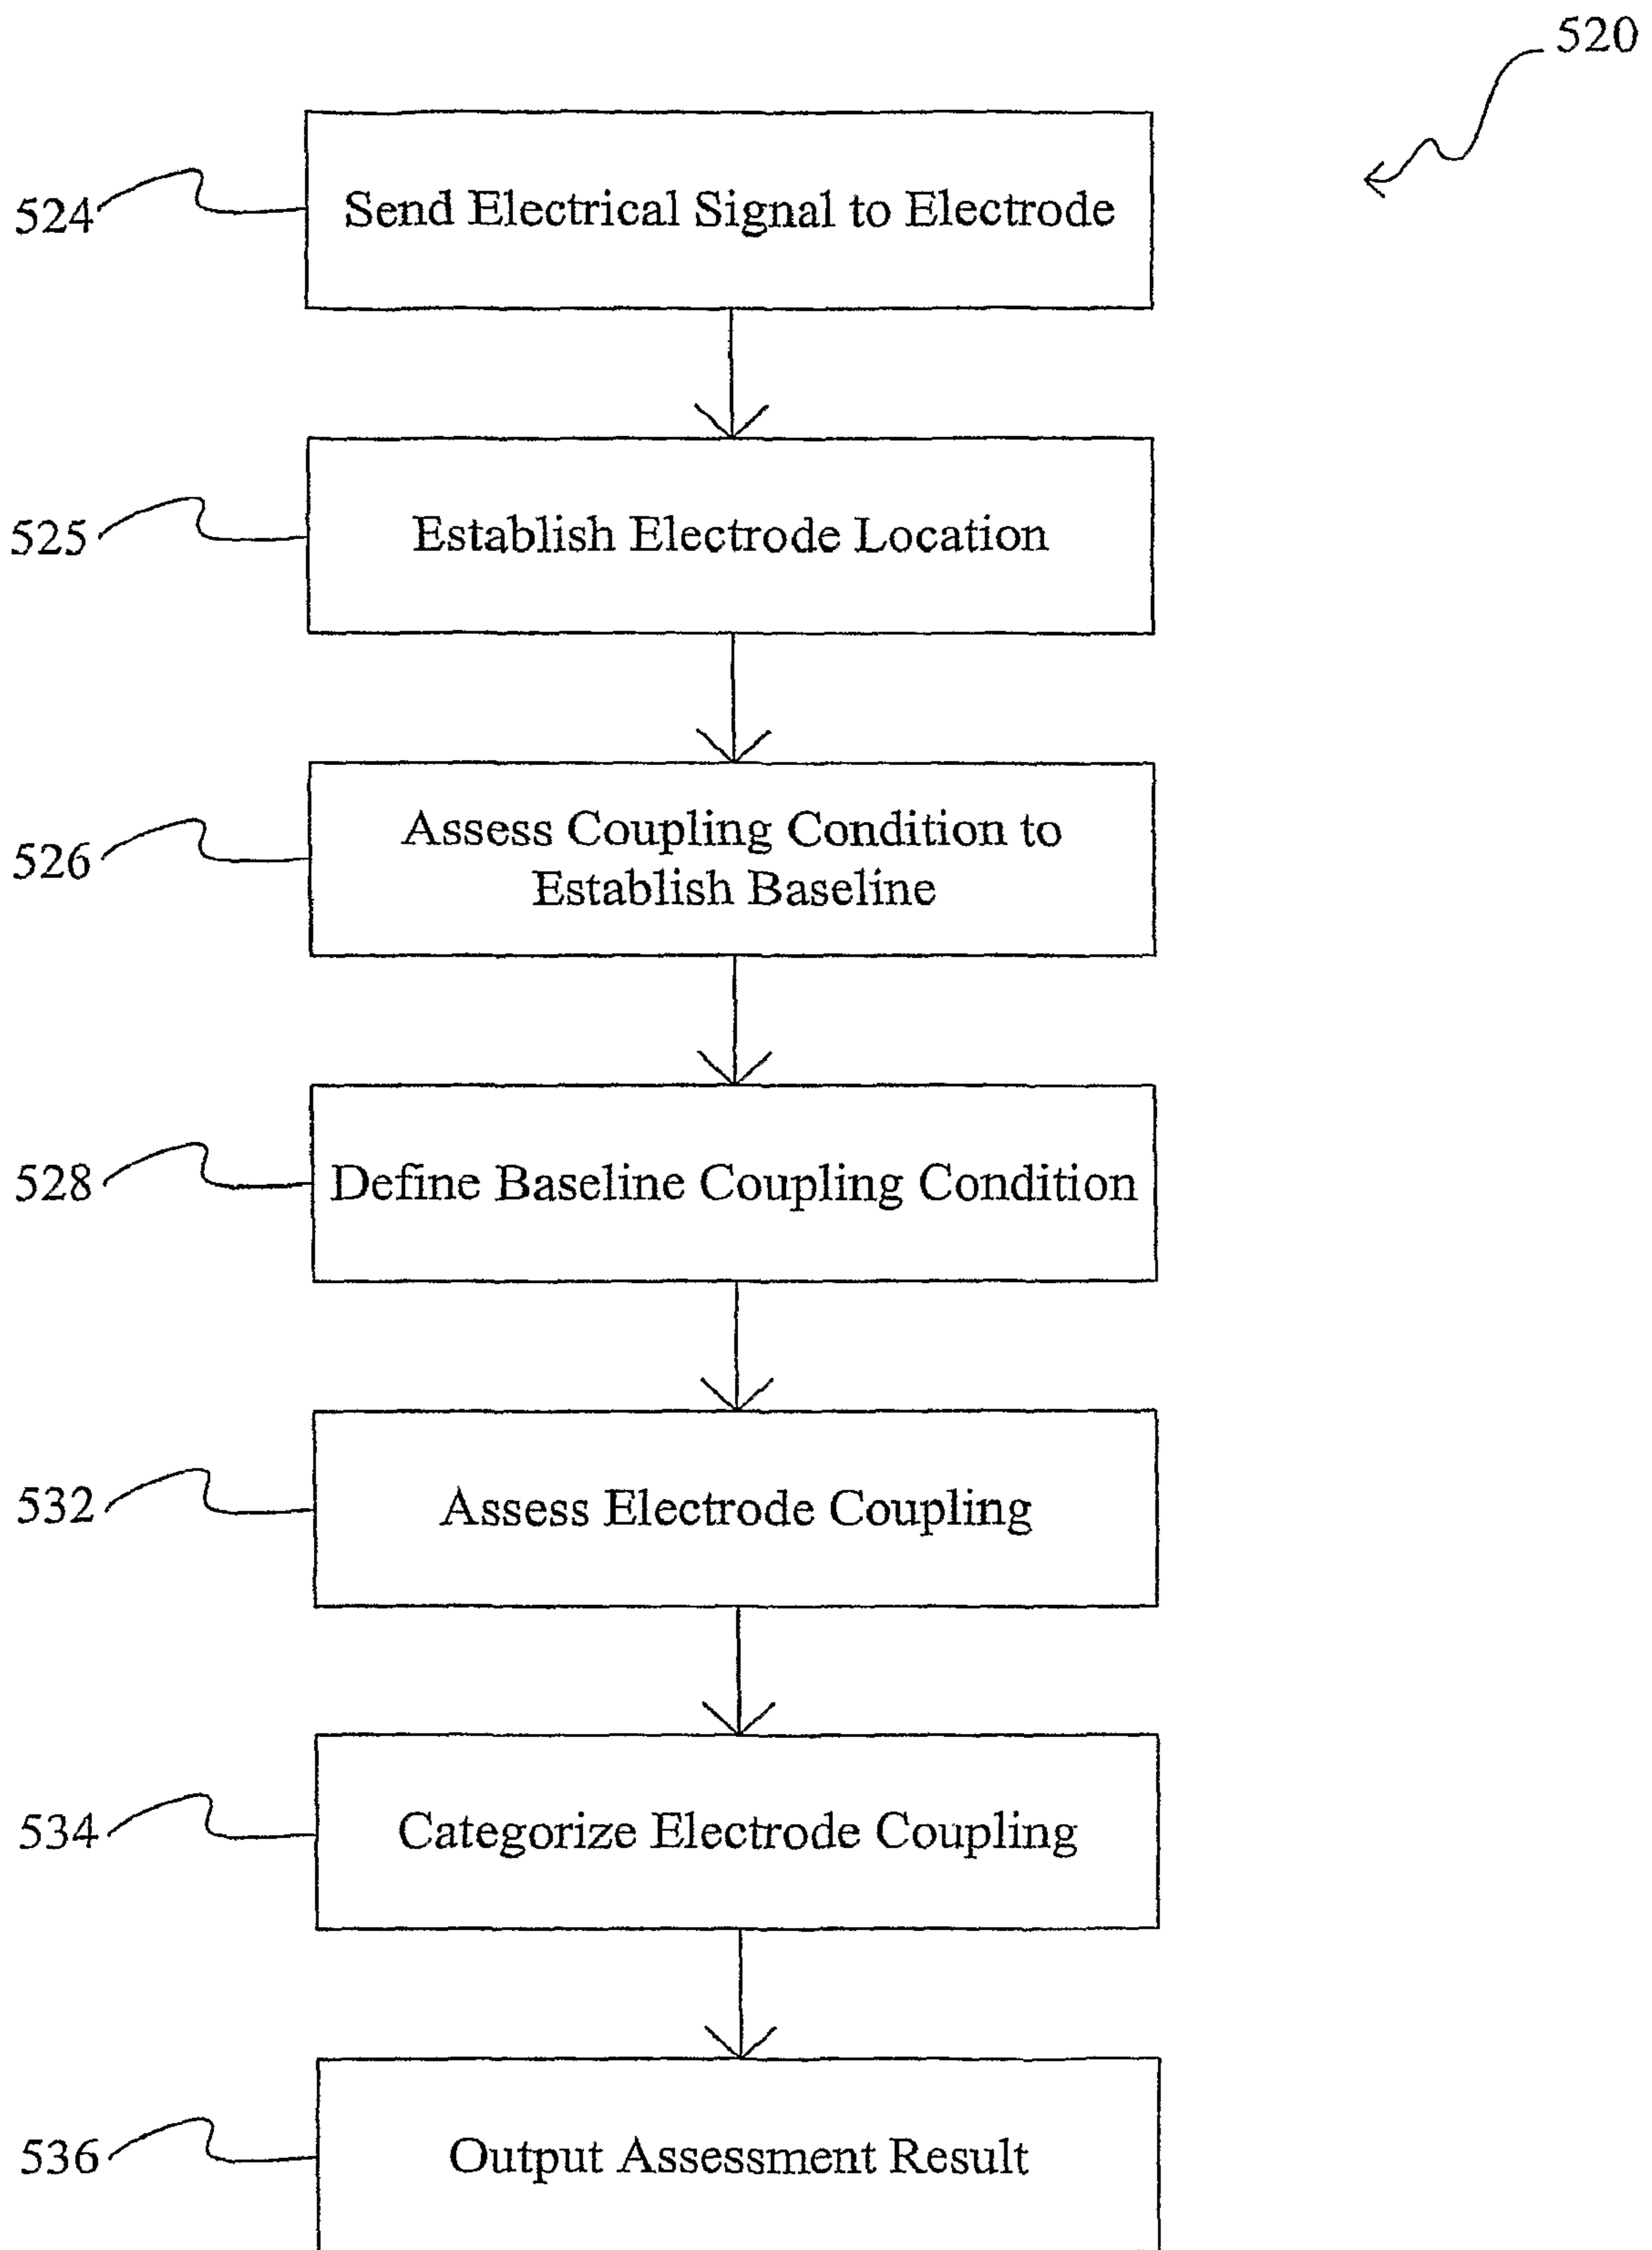 520
524
Send Electrical Signal to Electrode
525
Establish Electrode Location
526
Assess Coupling Condition to
Establish Baseline
528
Define Baseline Coupling Condition
532
Assess Electrode Coupling
534
Categorize Electrode Coupling
536
Output Assessment Result